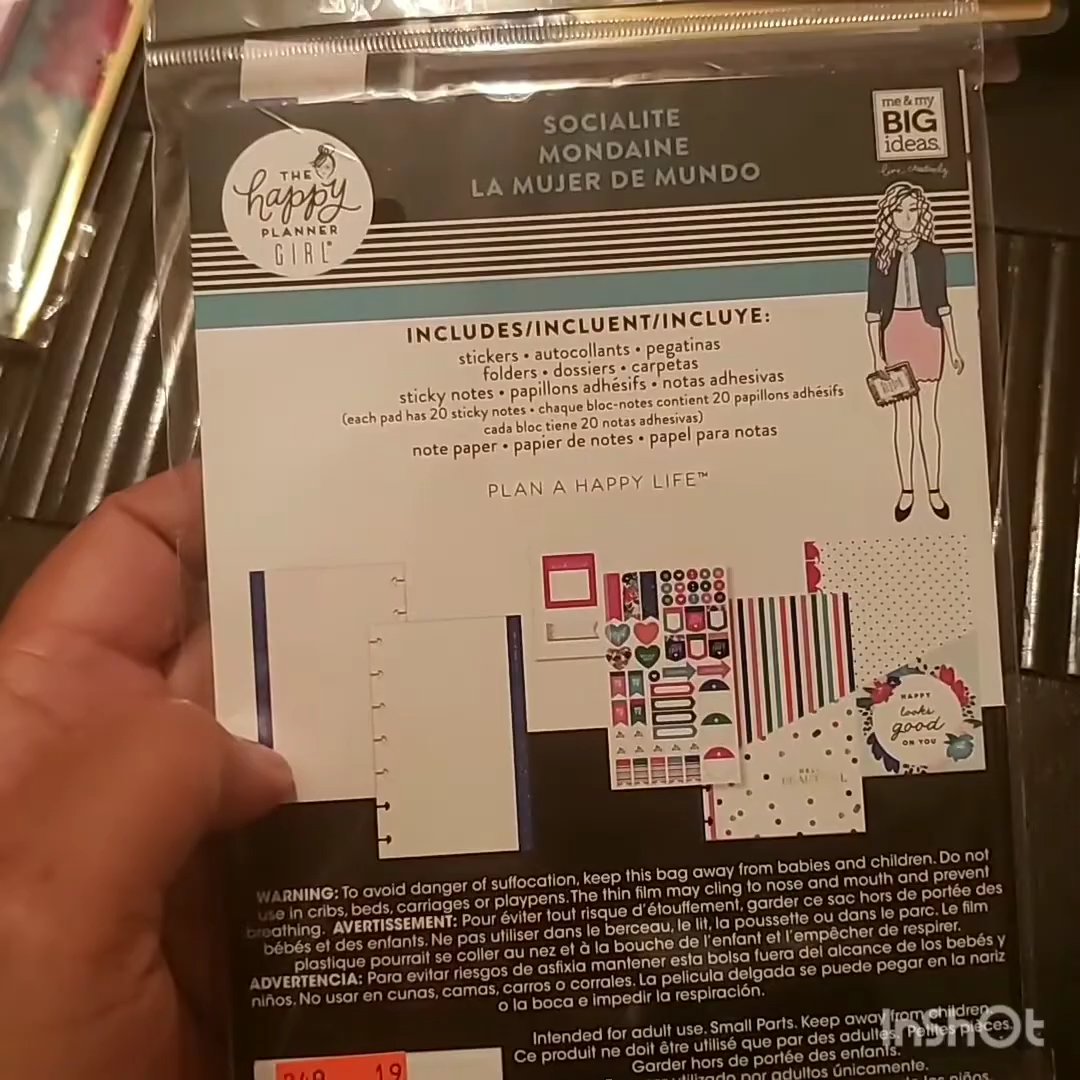 SOCIALITE
MONDAINE
LA MUJER DE MUNDO
me & my
BIG
ideas.
love, creatively
THE
happy
PLANNER
GIRL®
INCLUDES/INCLUENT/INCLUYE:
stickers • autocollants • pegatinas
folders • dossiers • carpetas
sticky notes • papillons adhésifs • notas adhesivas
(each pad has 20 sticky notes • chaque bloc-notes contient 20 papillons adhésifs
cada bloc tiene 20 notas adhesivas)
note paper • papier de notes • papel para notas
PLAN A HAPPY LIFE™
HAPPY
looks
good
ON YOU
WARNING: To avoid danger of suffocation, keep this bag away from babies and children. Do not
use in cribs, beds, carriages or playpens. The thin film may cling to nose and mouth and prevent
breathing. AVERTISSEMENT: Pour éviter tout risque d'étouffement, garder ce sac hors de portée des
bébés et des enfants. Ne pas utiliser dans le berceau, le lit, la poussette ou dans le parc. Le film
plastique pourrait se coller au nez et à la bouche de l'enfant et l'empêcher de respirer.
ADVERTENCIA: Para evitar riesgos de asfixia mantener esta bolsa fuera del alcance de los bebés y
niños. No usar en cunas, camas, carros o corrales. La pelicula delgada se puede pegar en la nariz
o la boca e impedir la respiración.
Intended for adult use. Small Parts. Keep away from children.
Ce produit ne doit être utilisé que par des adultes. Petites pièces.
Garder hors de portée des enfants.
por adultos únicamente.
niños.
19
InShOt